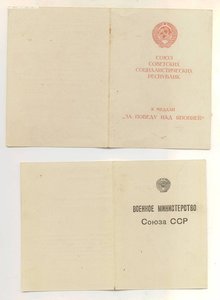 СОЮЗ
СОВЕТСКИХ
СОЦИАЛИСТИЧЕСКИХ
РЕСПУБЛИК
К МЕДАЛИ
„ЗА ПОБЕДУ НАД ЯПОНИЕЙ“
ВОЕННОЕ МИНИСТЕРСТВО
Союза ССР